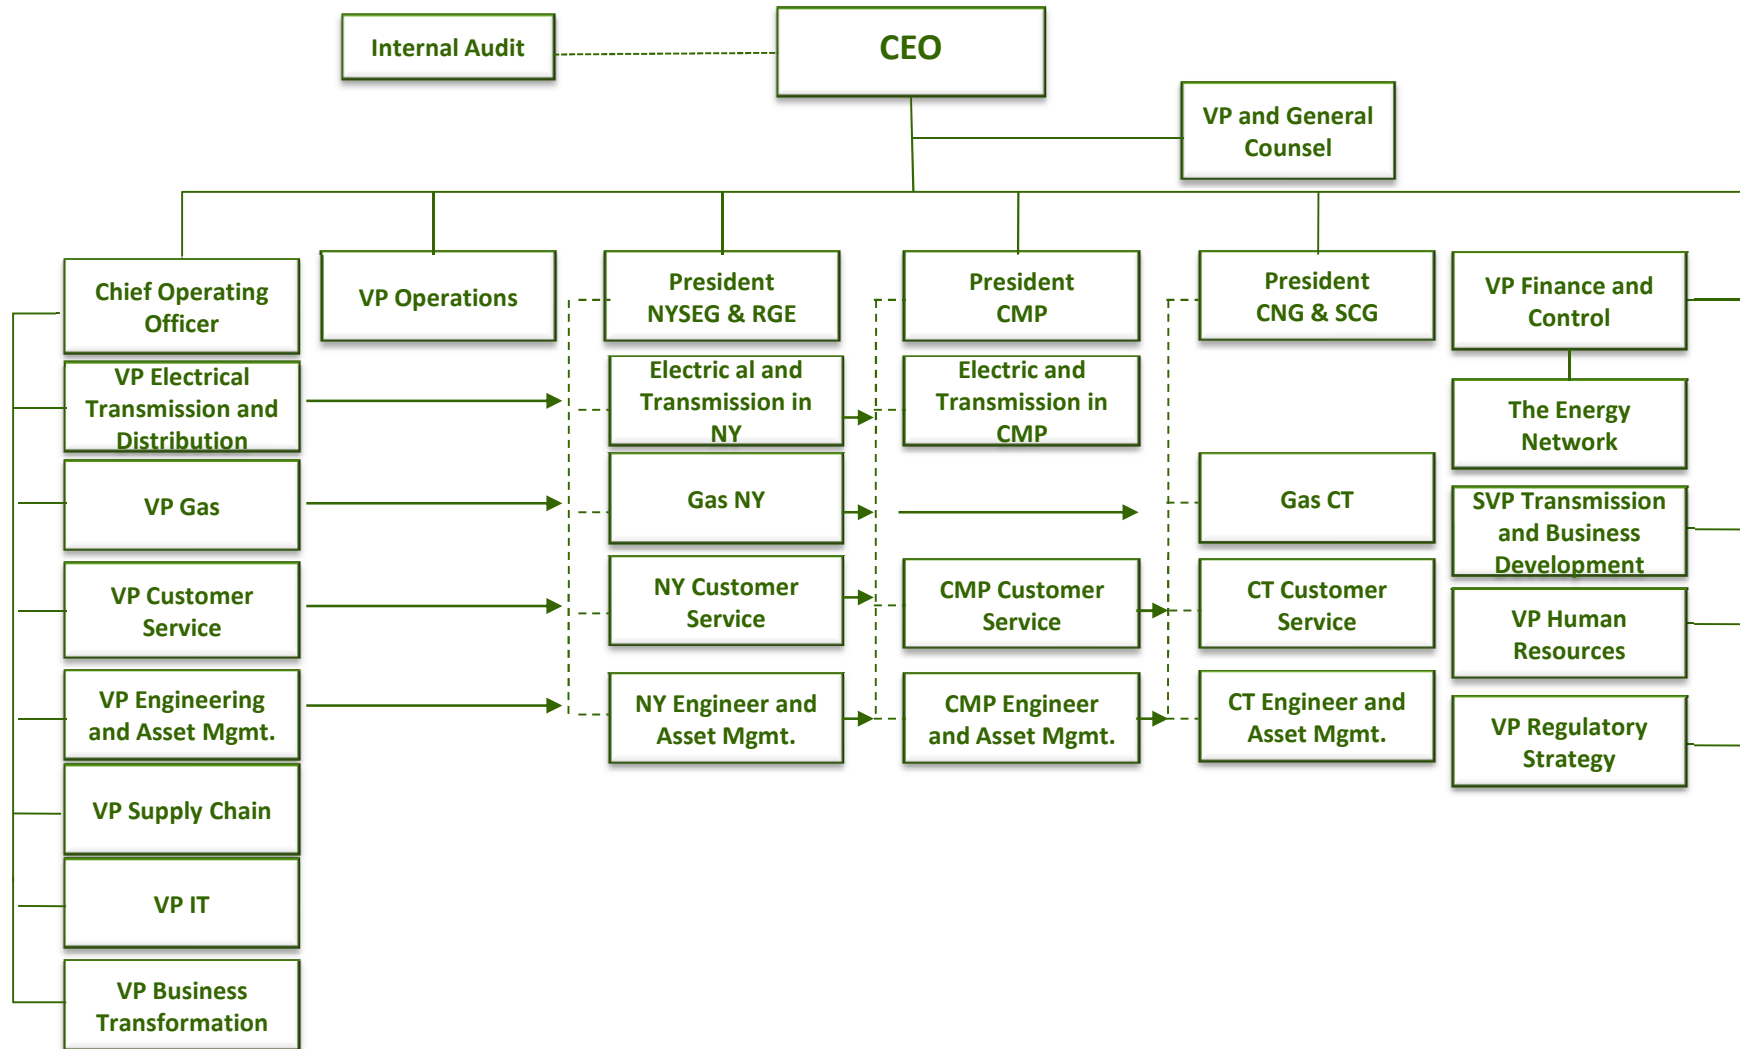 Internal Audit
CEO
VP and General
Counsel
Chief Operating
Officer
VP Operations
President
NYSEG & RGE
President
CMP
President
CNG & SCG
VP Finance and
Control
VP Electrical
Transmission and
Distribution
Electric al and
Transmission in
NY
Electric and
Transmission in
CMP
The Energy
Network
VP Gas
Gas NY
Gas CT
SVP Transmission
and Business
Development
VP Customer
Service
NY Customer
Service
CMP Customer
Service
CT Customer
Service
VP Human
Resources
VP Engineering
and Asset Mgmt.
NY Engineer and
Asset Mgmt.
CMP Engineer
and Asset Mgmt.
CT Engineer and
Asset Mgmt.
VP Regulatory
Strategy
VP Supply Chain
VP IT
VP Business
Transformation